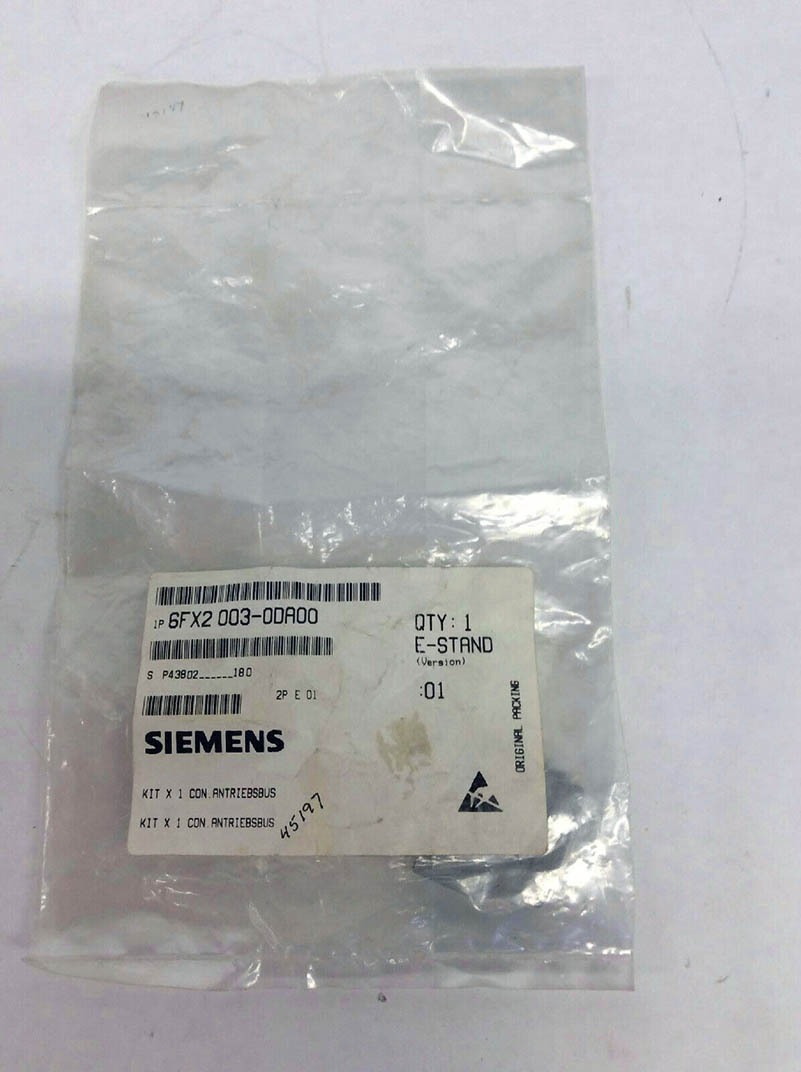 1P 6FX2 003-0DA00
QTY: 1
E-STAND
(Version)
S P43802______180
2P E 01
:01
ORIGINAL PACKING
SIEMENS
KIT X 1 CON.ANTRIEBSBUS
KIT X 1 CON.ANTRIEBSBUS
45197